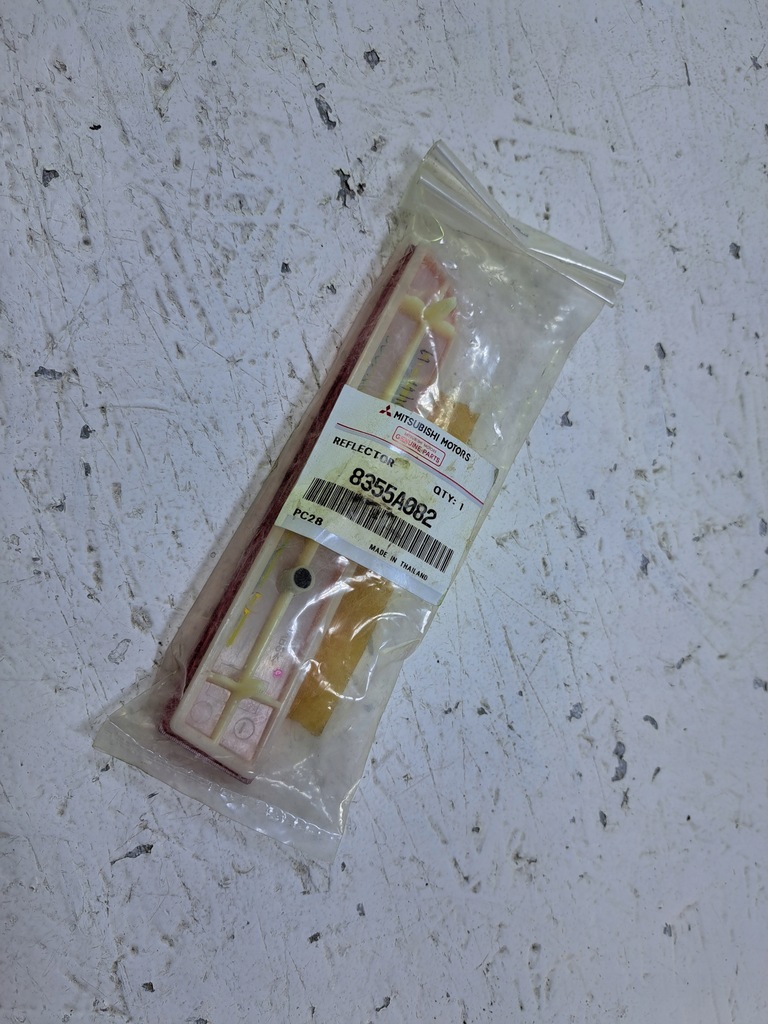 MITSUBISHI MOTORS
GENUINE PARTS
REFLECTOR
QTY: 1
8355A082
PC28
MADE IN THAILAND